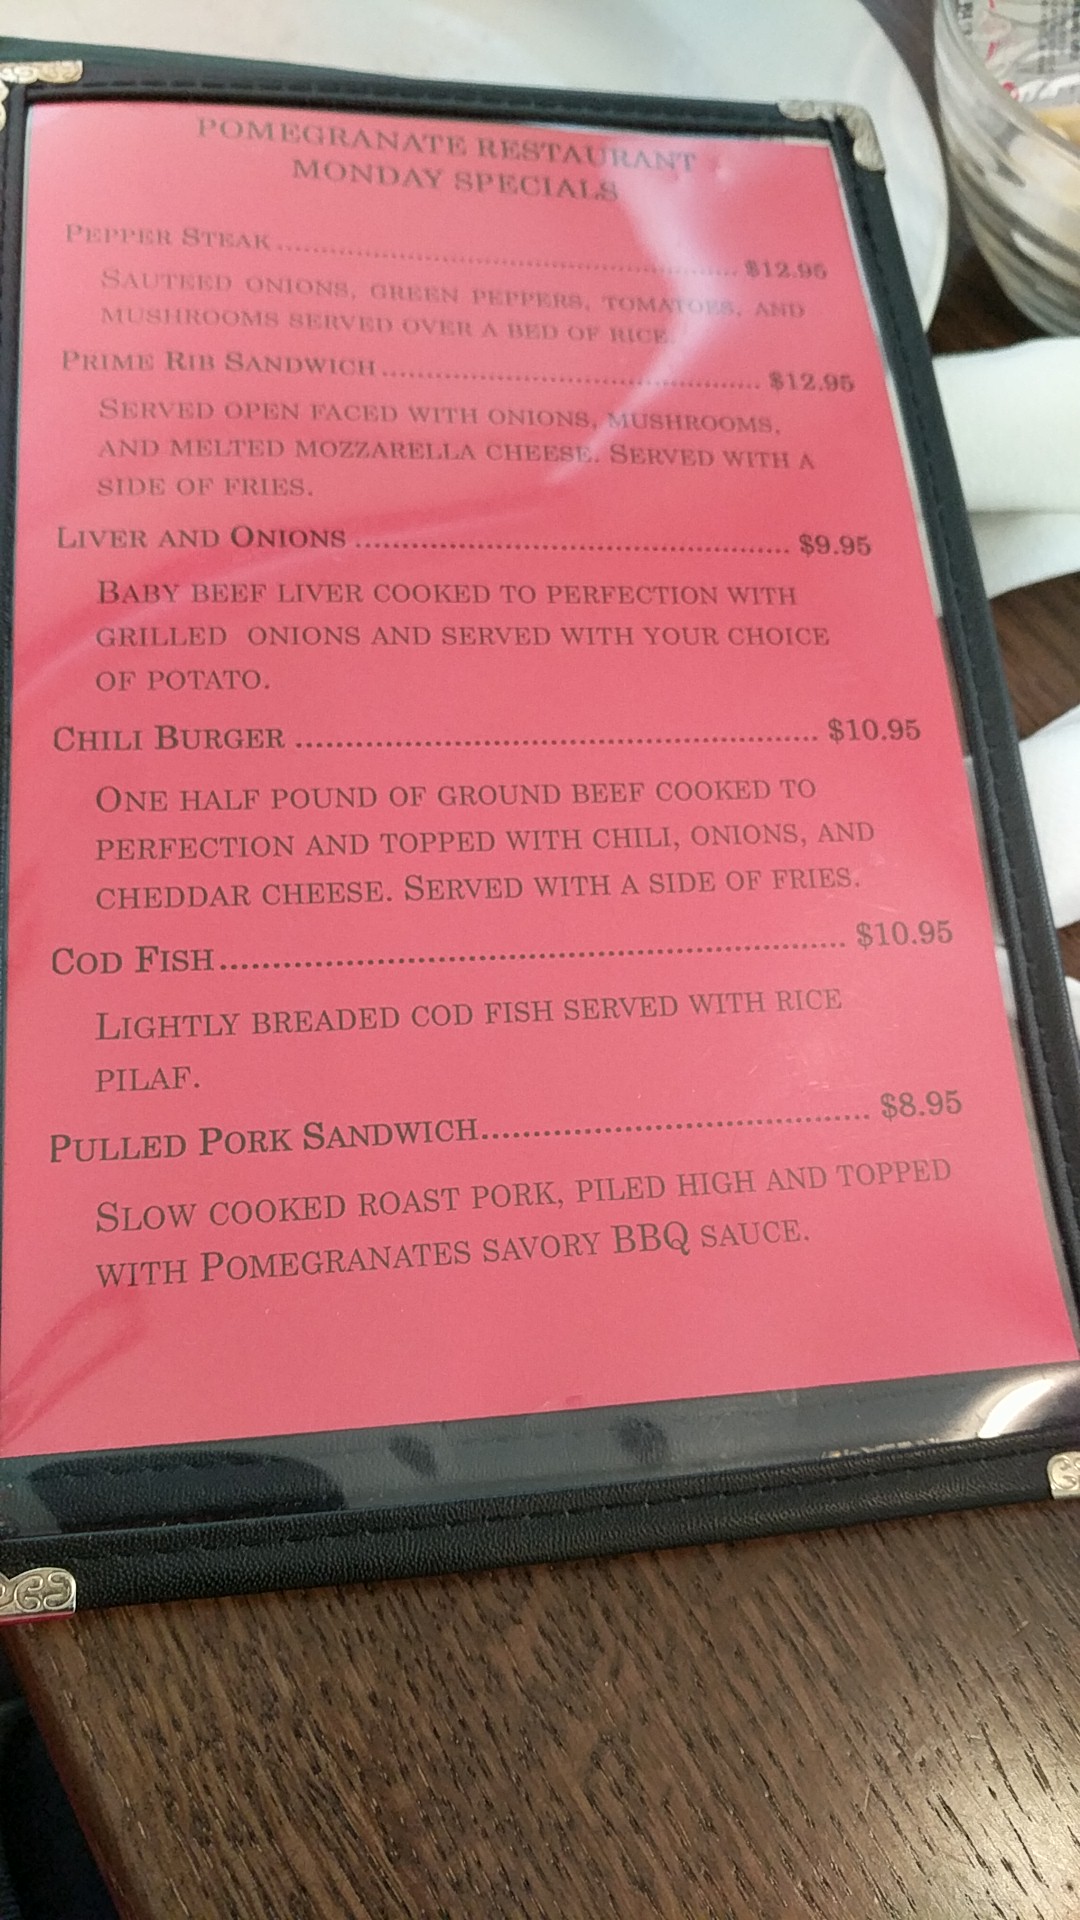 POMEGRANATE RESTAURANT
MONDAY SPECIALS
PEPPER STEAK ........................................ $12.95
SAUTEED ONIONS, GREEN PEPPERS, TOMATOES, AND
MUSHROOMS SERVED OVER A BED OF RICE.
PRIME RIB SANDWICH ........................................ $12.95
SERVED OPEN FACED WITH ONIONS, MUSHROOMS,
AND MELTED MOZZARELLA CHEESE. SERVED WITH A
SIDE OF FRIES.
LIVER AND ONIONS ........................................ $9.95
BABY BEEF LIVER COOKED TO PERFECTION WITH
GRILLED ONIONS AND SERVED WITH YOUR CHOICE
OF POTATO.
CHILI BURGER ........................................ $10.95
ONE HALF POUND OF GROUND BEEF COOKED TO
PERFECTION AND TOPPED WITH CHILI, ONIONS, AND
CHEDDAR CHEESE. SERVED WITH A SIDE OF FRIES.
COD FISH ........................................ $10.95
LIGHTLY BREADED COD FISH SERVED WITH RICE
PILAF.
PULLED PORK SANDWICH ........................................ $8.95
SLOW COOKED ROAST PORK, PILED HIGH AND TOPPED
WITH POMEGRANATES SAVORY BBQ SAUCE.